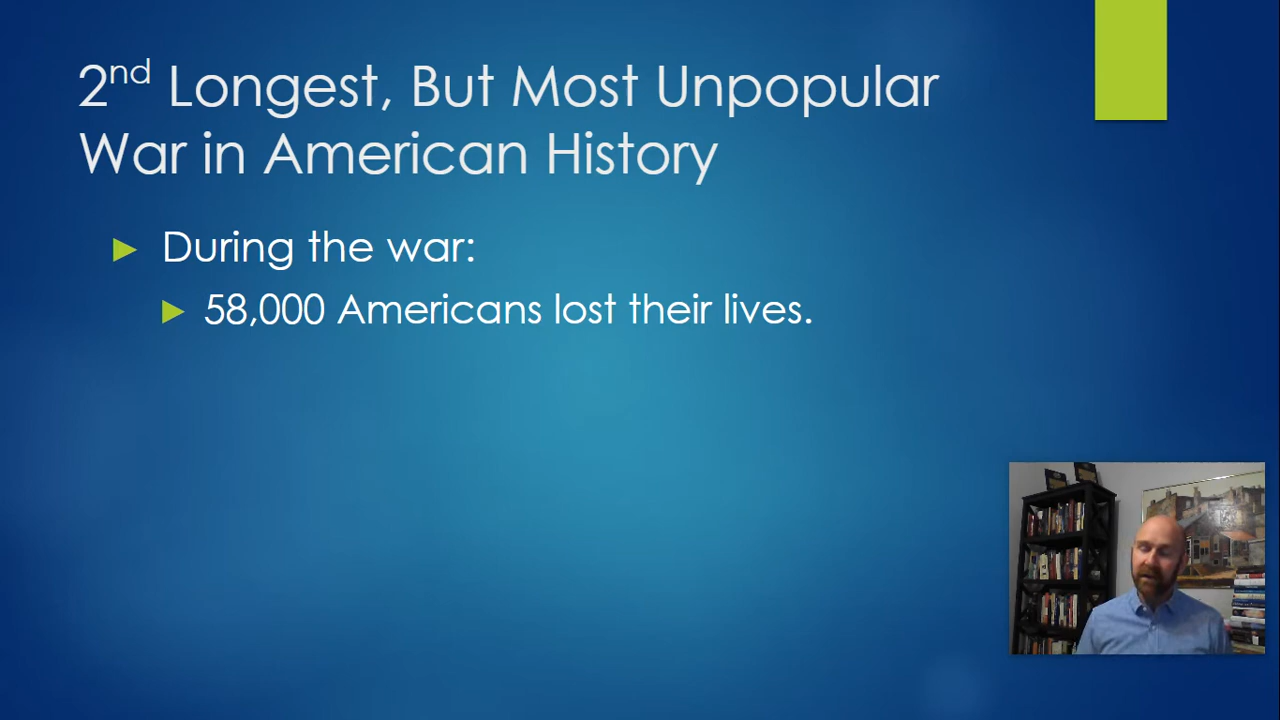 2nd Longest, But Most Unpopular
War in American History
During the war:
58,000 Americans lost their lives.